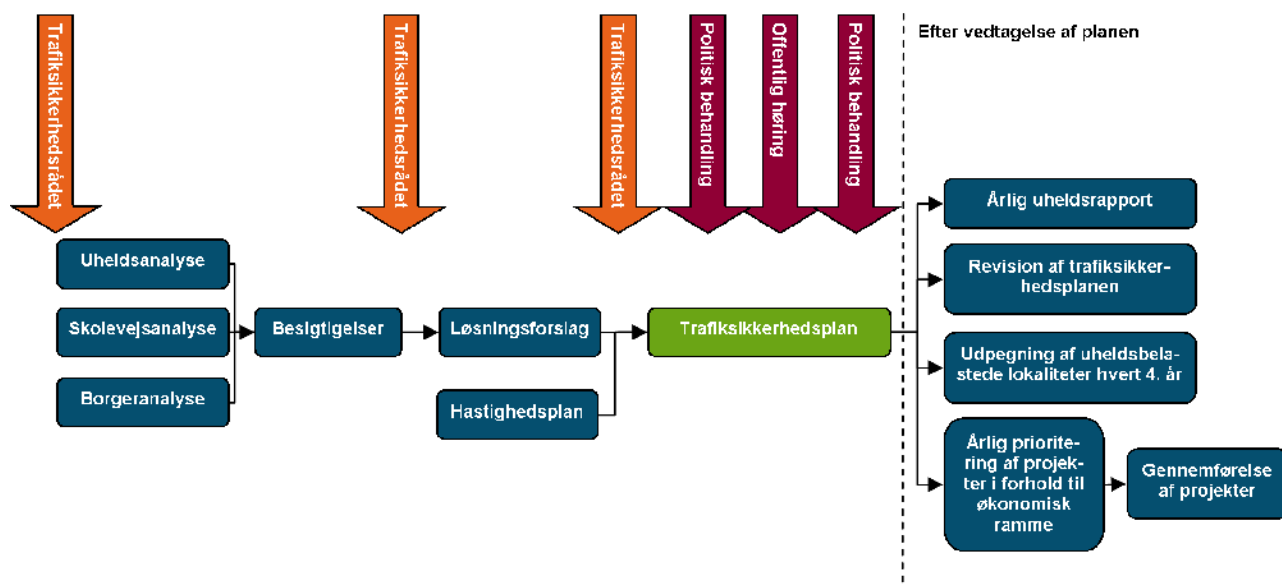 Trafiksikkerhedsrådet
Trafiksikkerhedsrådet
Trafiksikkerhedsrådet
Politisk behandling
Offentlig høring
Politisk behandling
Efter vedtagelse af planen
Uheldsanalyse
Skolevejsanalyse
Borgeranalyse
Besigtigelser
Løsningsforslag
Hastighedsplan
Trafiksikkerhedsplan
Årlig uheldsrapport
Revision af trafiksikker-
hedsplanen
Udpegning af uheldsbela-
stede lokaliteter hvert 4. år
Årlig priorite-
ring af projek-
ter i forhold til
økonomisk
ramme
Gennemførelse
af projekter